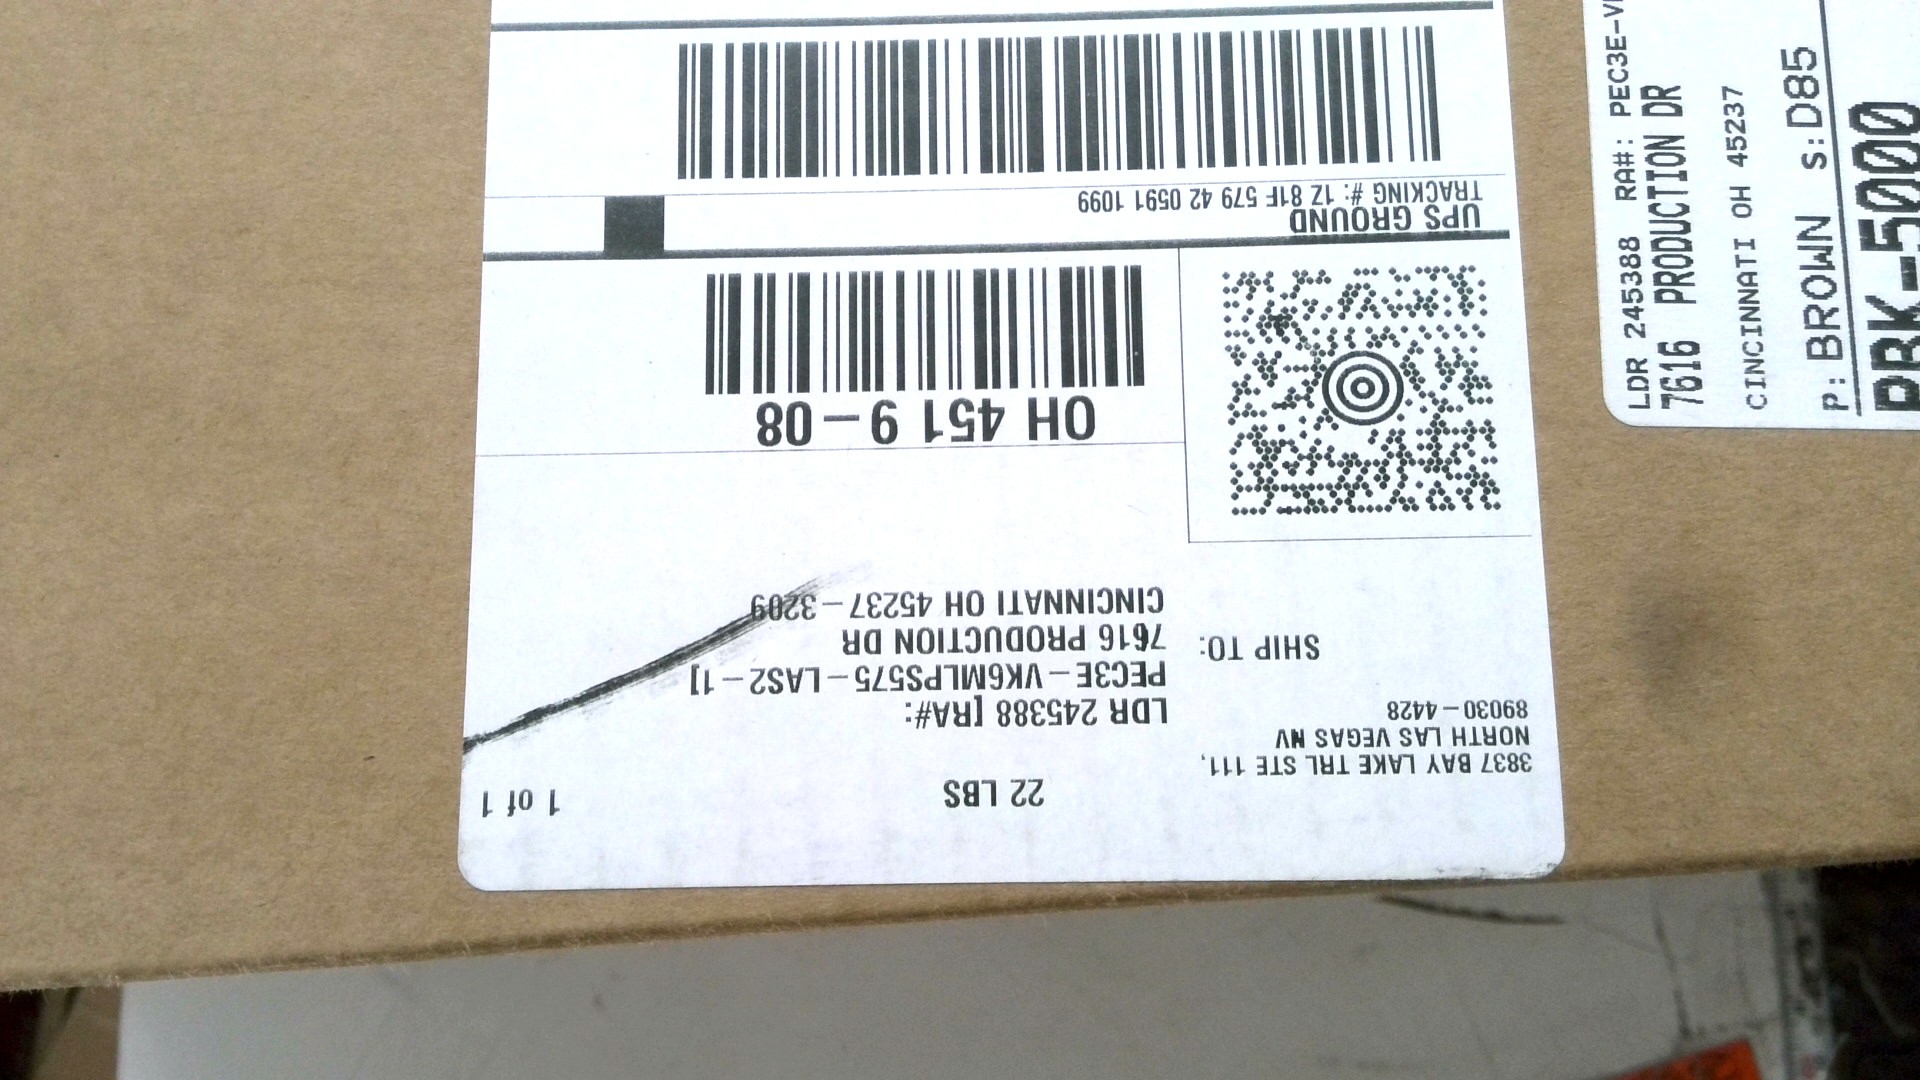 3837 BAY LAKE TRL STE 111,
NORTH LAS VEGAS NV
89030-4428
22 LBS
1 of 1
SHIP TO:
LDR 245388 [RA#:
PEC3E-VK6MLPS575-LAS2-1]
7616 PRODUCTION DR
CINCINNATI OH 45237-3209
OH 451 9-08
UPS GROUND
TRACKING #: 1Z 81F 579 42 0591 1099
LDR 245388 RA#: PEC3E-
7616 PRODUCTION DR
CINCINNATI OH 45237
P: BROWN S:D85